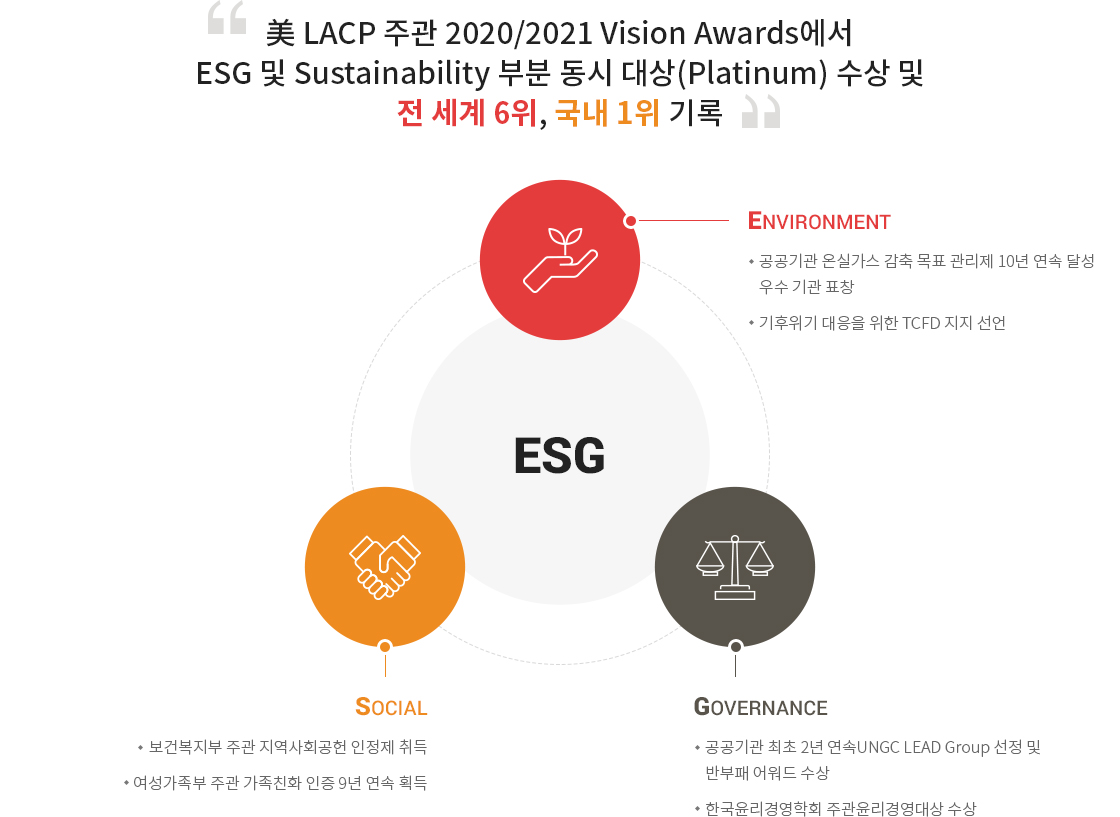 美 LACP 주관 2020/2021 Vision Awards에서
ESG 및 Sustainability 부분 동시 대상(Platinum) 수상 및
전 세계 6위, 국내 1위 기록
ENVIRONMENT
공공기관 온실가스 감축 목표 관리제 10년 연속 달성
우수 기관 표창
기후위기 대응을 위한 TCFD 지지 선언
ESG
SOCIAL
보건복지부 주관 지역사회공헌 인정제 취득
여성가족부 주관 가족친화 인증 9년 연속 획득
GOVERNANCE
공공기관 최초 2년 연속UNGC LEAD Group 선정 및
반부패 어워드 수상
한국윤리경영학회 주관윤리경영대상 수상